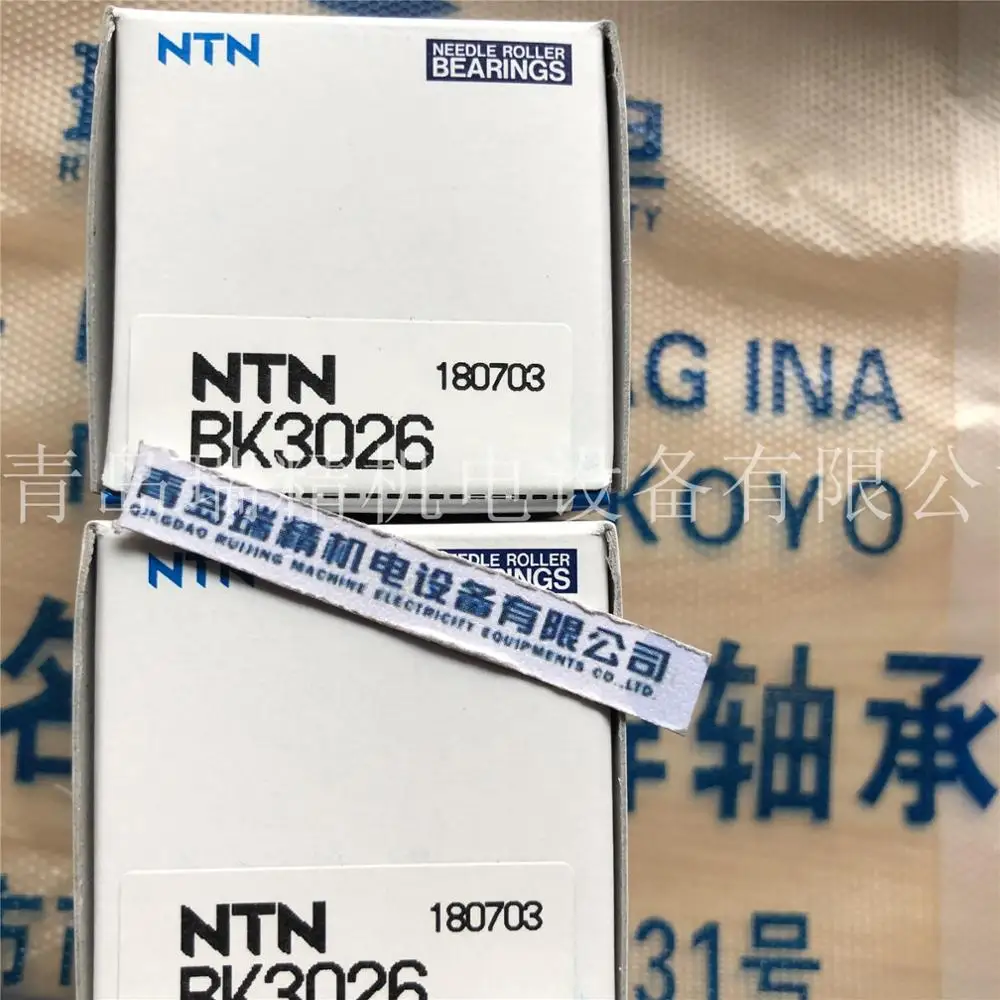 NTN
NEEDLE ROLLER
BEARINGS
NTN
180703
BK3026
青岛瑞精机电设备有限公司
青岛瑞精机电设备有限公司
QINGDAO RUIJING MACHINE ELECTRICITY EQUIPMENTS CO.,LTD.
NTN
NEEDLE ROLLER
BEARINGS
NTN
180703
BK3026
INA
KOYO
轴承
31号